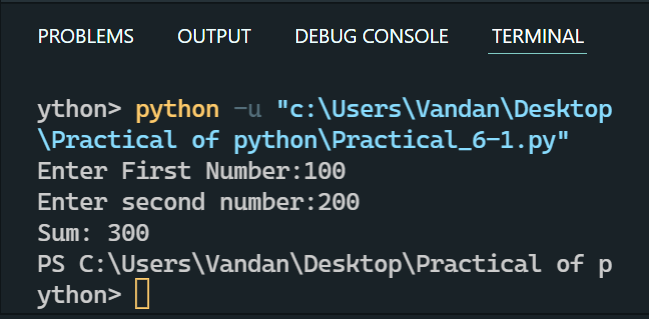 PROBLEMS OUTPUT DEBUG CONSOLE TERMINAL
ython> python -u "c:\Users\Vandan\Desktop
\Practical of python\Practical_6-1.py"
Enter First Number:100
Enter second number:200
Sum: 300
PS C:\Users\Vandan\Desktop\Practical of p
ython>